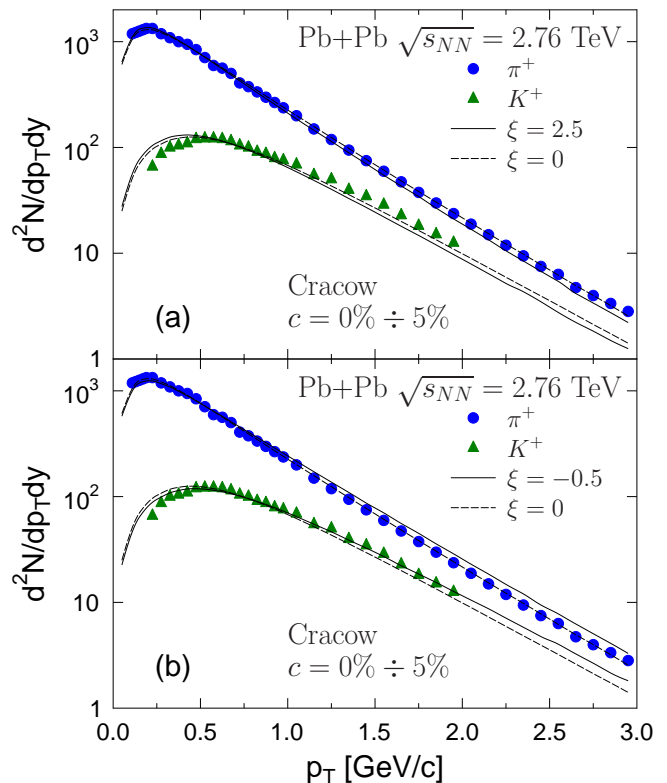 10³
10²
10
1
d²N/dp_T dy
Pb+Pb √s_NN = 2.76 TeV
π⁺
K⁺
ξ = 2.5
ξ = 0
Cracow
c = 0% ÷ 5%
(a)
10³
10²
10
1
d²N/dp_T dy
Pb+Pb √s_NN = 2.76 TeV
π⁺
K⁺
ξ = −0.5
ξ = 0
Cracow
c = 0% ÷ 5%
(b)
0.0 0.5 1.0 1.5 2.0 2.5 3.0
p_T [GeV/c]